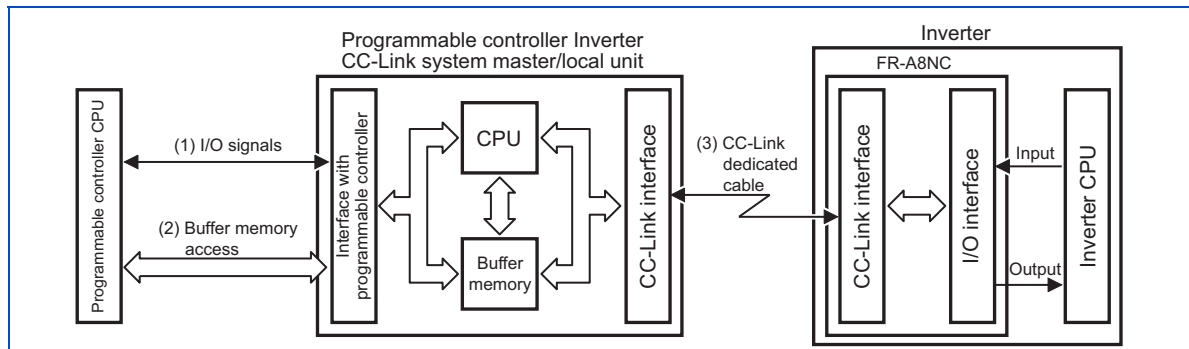 Programmable controller Inverter
CC-Link system master/local unit
Inverter
FR-A8NC
Programmable controller CPU
(1) I/O signals
(2) Buffer memory
access
Interface with
programmable controller
CPU
Buffer
memory
CC-Link interface
(3) CC-Link
dedicated
cable
CC-Link interface
I/O interface
Input
Output
Inverter CPU